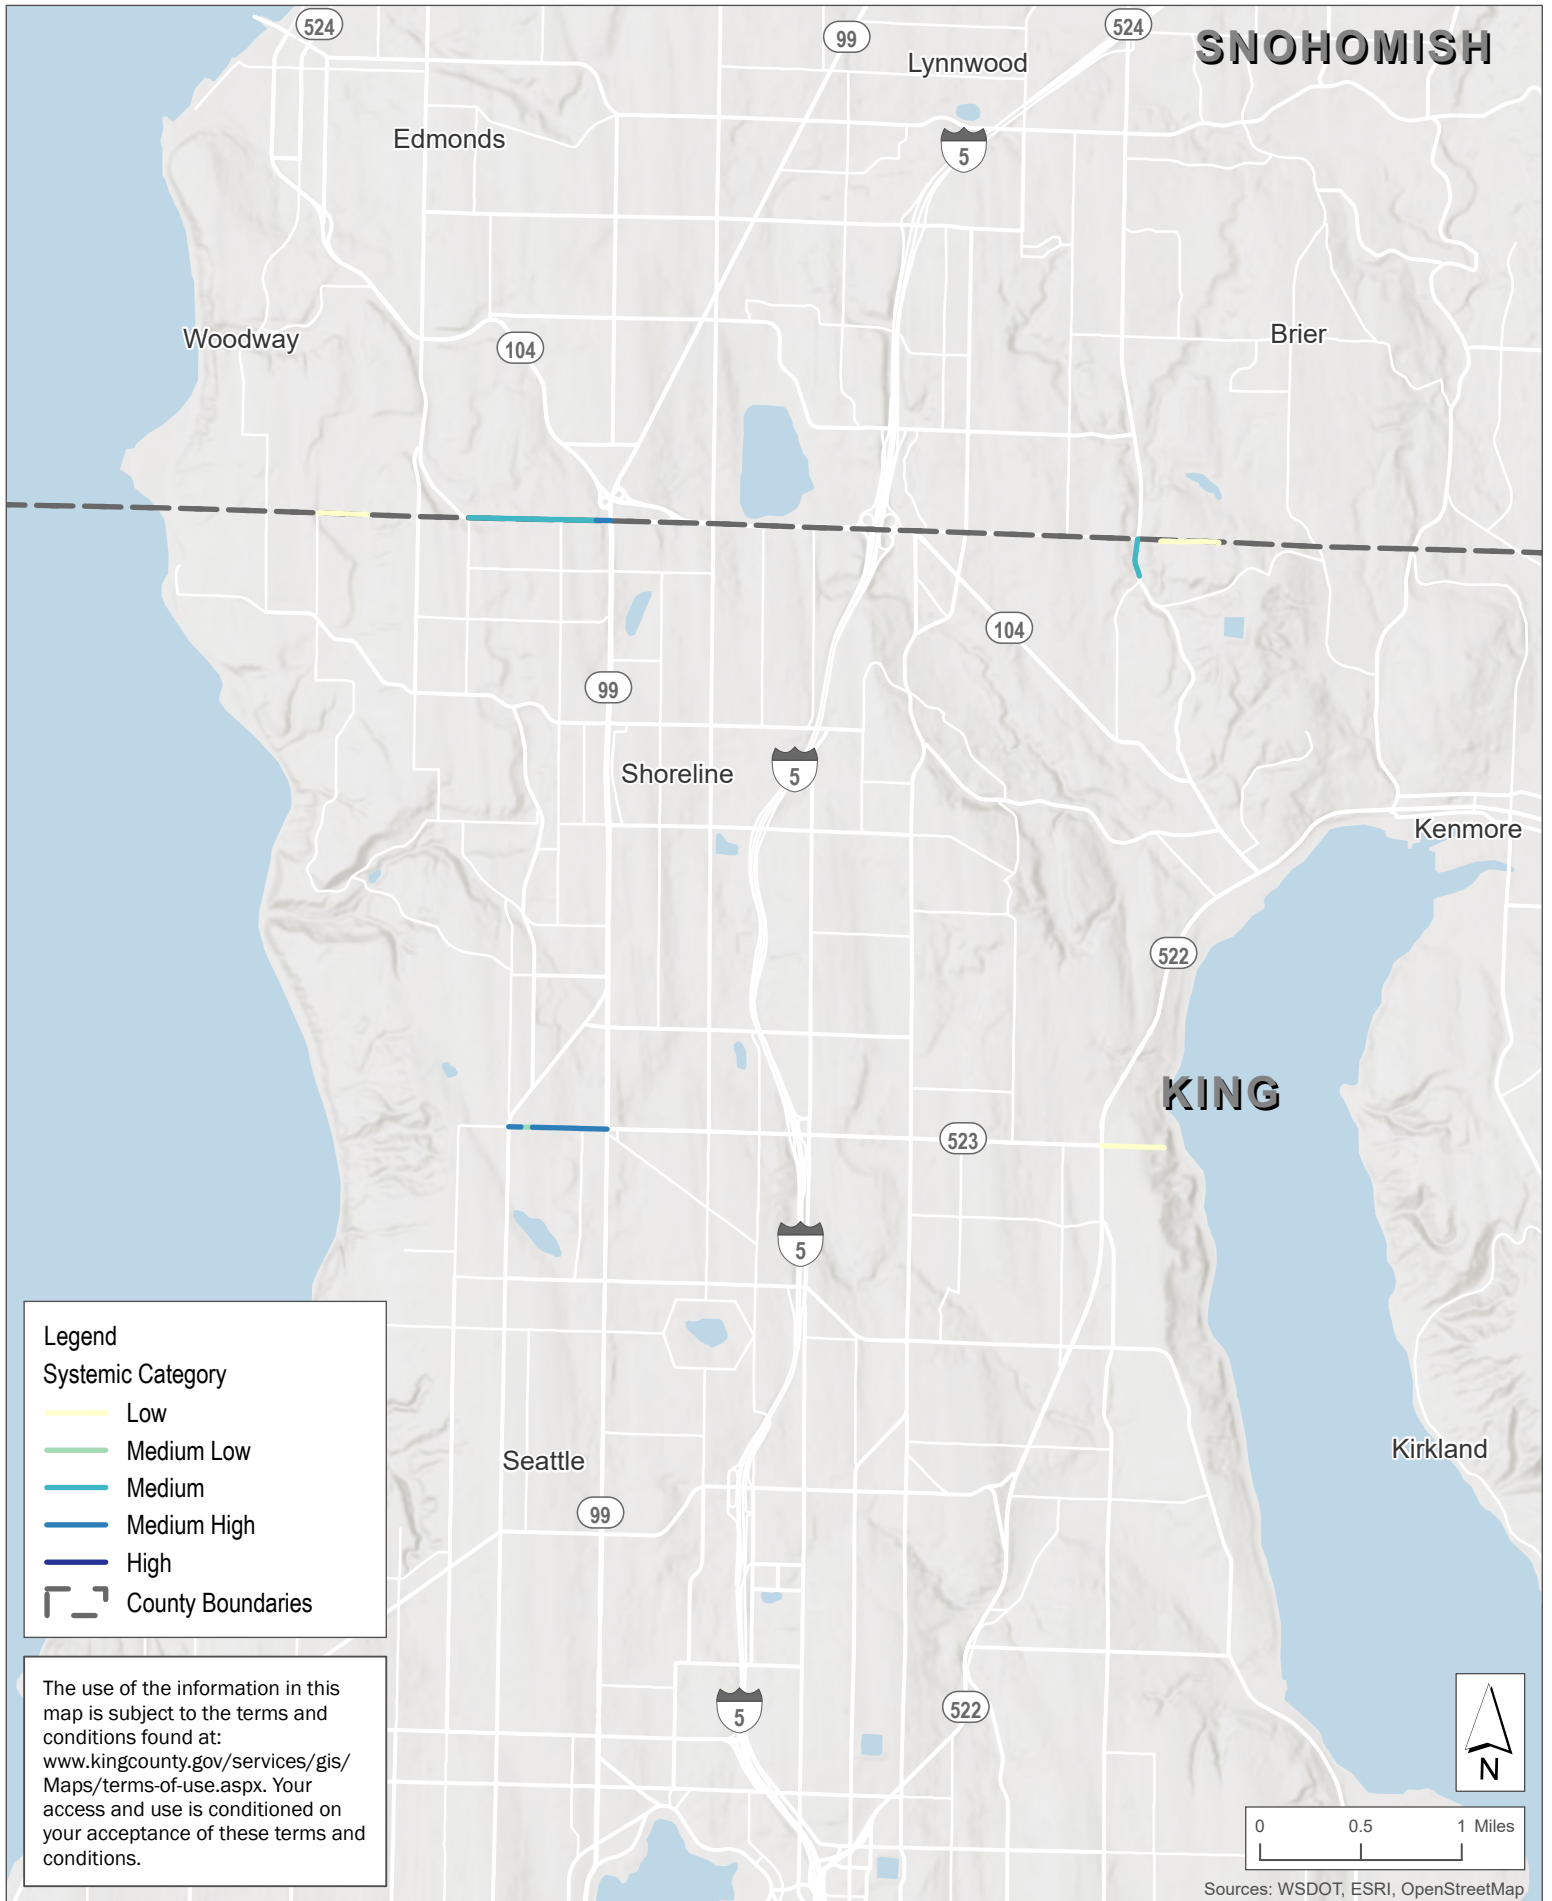 524
99
524
SNOHOMISH
Lynnwood
Edmonds
5
Woodway
104
Brier
104
99
Shoreline
5
Kenmore
522
KING
523
5
Legend
Systemic Category
Low
Medium Low
Medium
Medium High
High
County Boundaries
Seattle
99
Kirkland
The use of the information in this
map is subject to the terms and
conditions found at:
www.kingcounty.gov/services/gis/
Maps/terms-of-use.aspx. Your
access and use is conditioned on
your acceptance of these terms and
conditions.
5
522
N
0 0.5 1 Miles
Sources: WSDOT, ESRI, OpenStreetMap